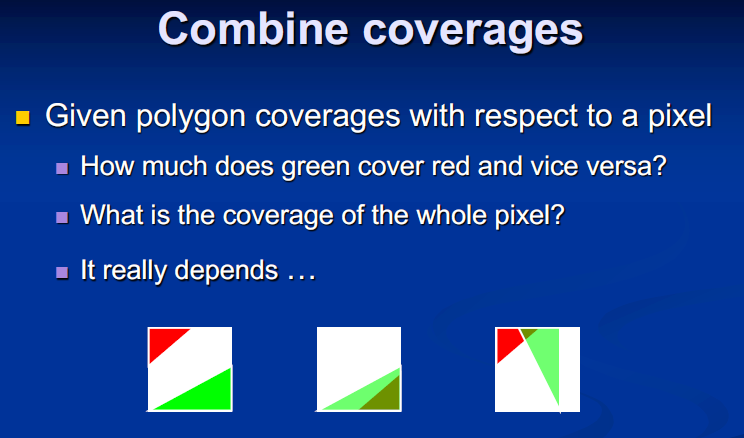 Combine coverages
Given polygon coverages with respect to a pixel
How much does green cover red and vice versa?
What is the coverage of the whole pixel?
It really depends …